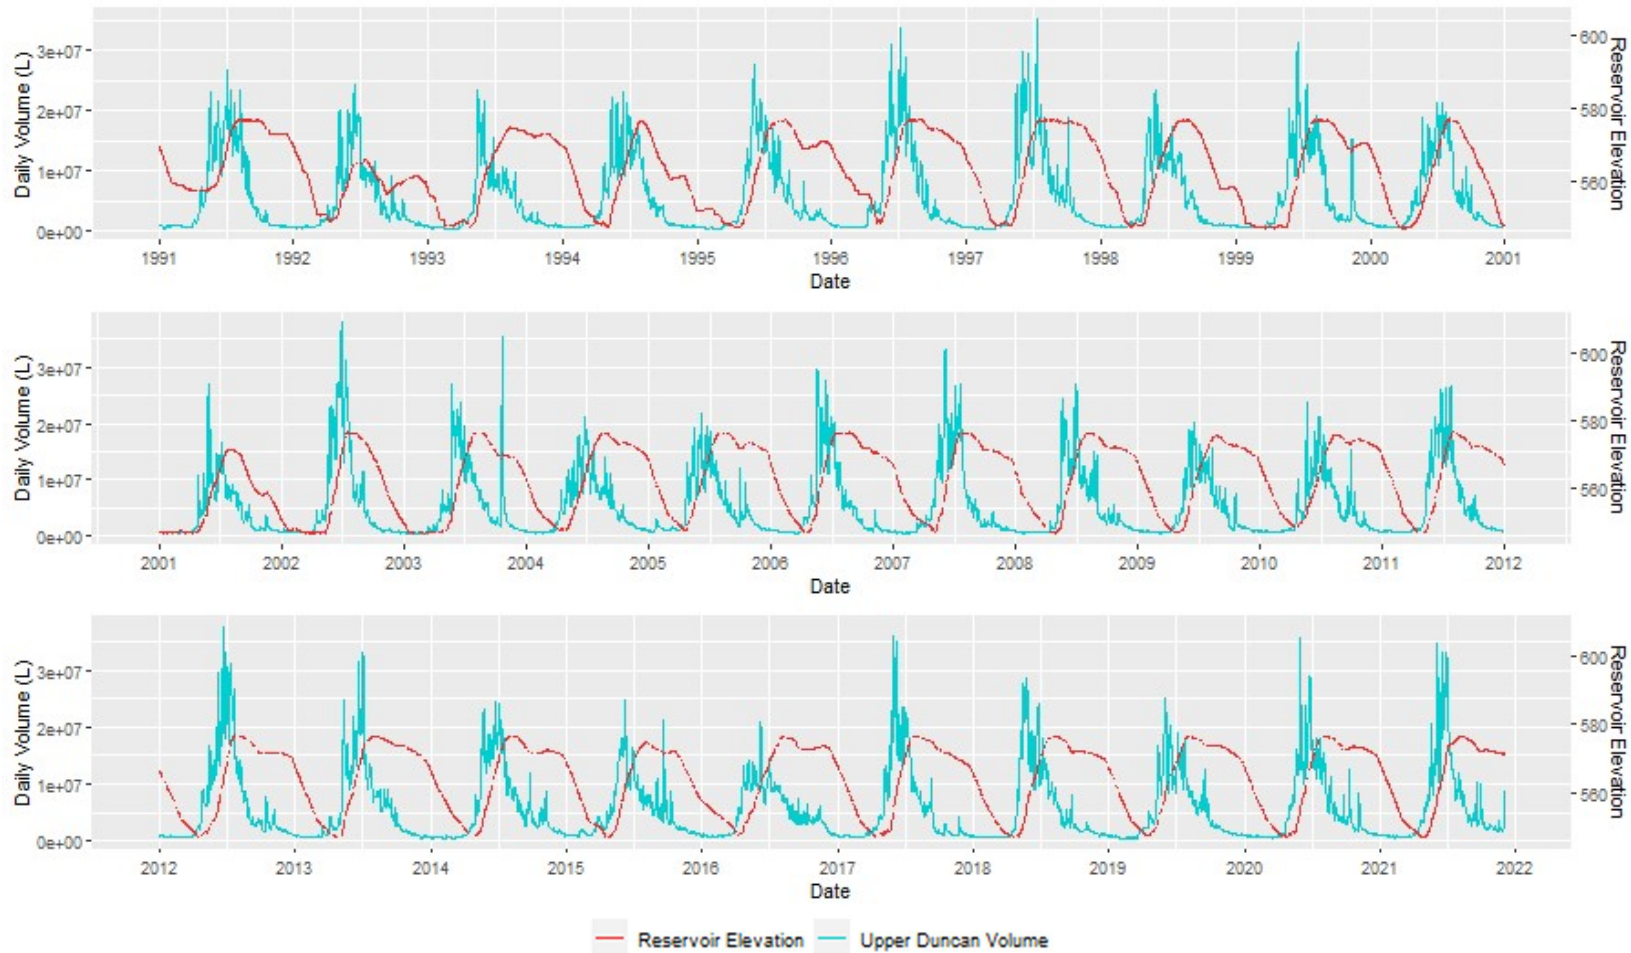 Daily Volume (L)
3e+07
2e+07
1e+07
0e+00
600
580
560
Reservoir Elevation
1991 1992 1993 1994 1995 1996 1997 1998 1999 2000 2001
Date
Daily Volume (L)
3e+07
2e+07
1e+07
0e+00
600
580
560
Reservoir Elevation
2001 2002 2003 2004 2005 2006 2007 2008 2009 2010 2011 2012
Date
Daily Volume (L)
3e+07
2e+07
1e+07
0e+00
600
580
560
Reservoir Elevation
2012 2013 2014 2015 2016 2017 2018 2019 2020 2021 2022
Date
Reservoir Elevation Upper Duncan Volume